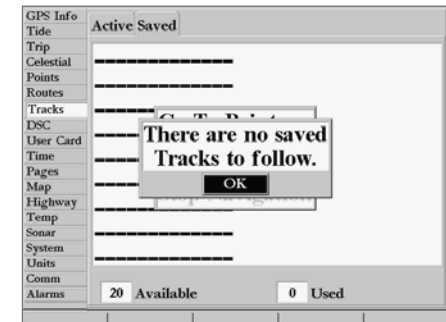 GPS Info
Tide
Trip
Celestial
Points
Routes
Tracks
DSC
User Card
Time
Pages
Map
Highway
Temp
Sonar
System
Units
Comm
Alarms
Active Saved
There are no saved
Tracks to follow.
OK
20 Available
0 Used